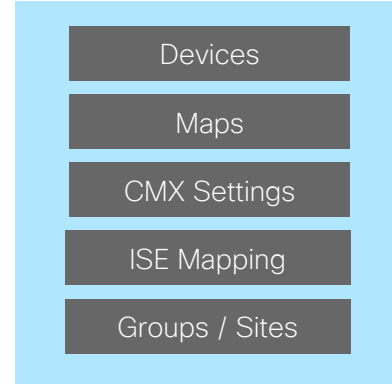 Devices
Maps
CMX Settings
ISE Mapping
Groups / Sites